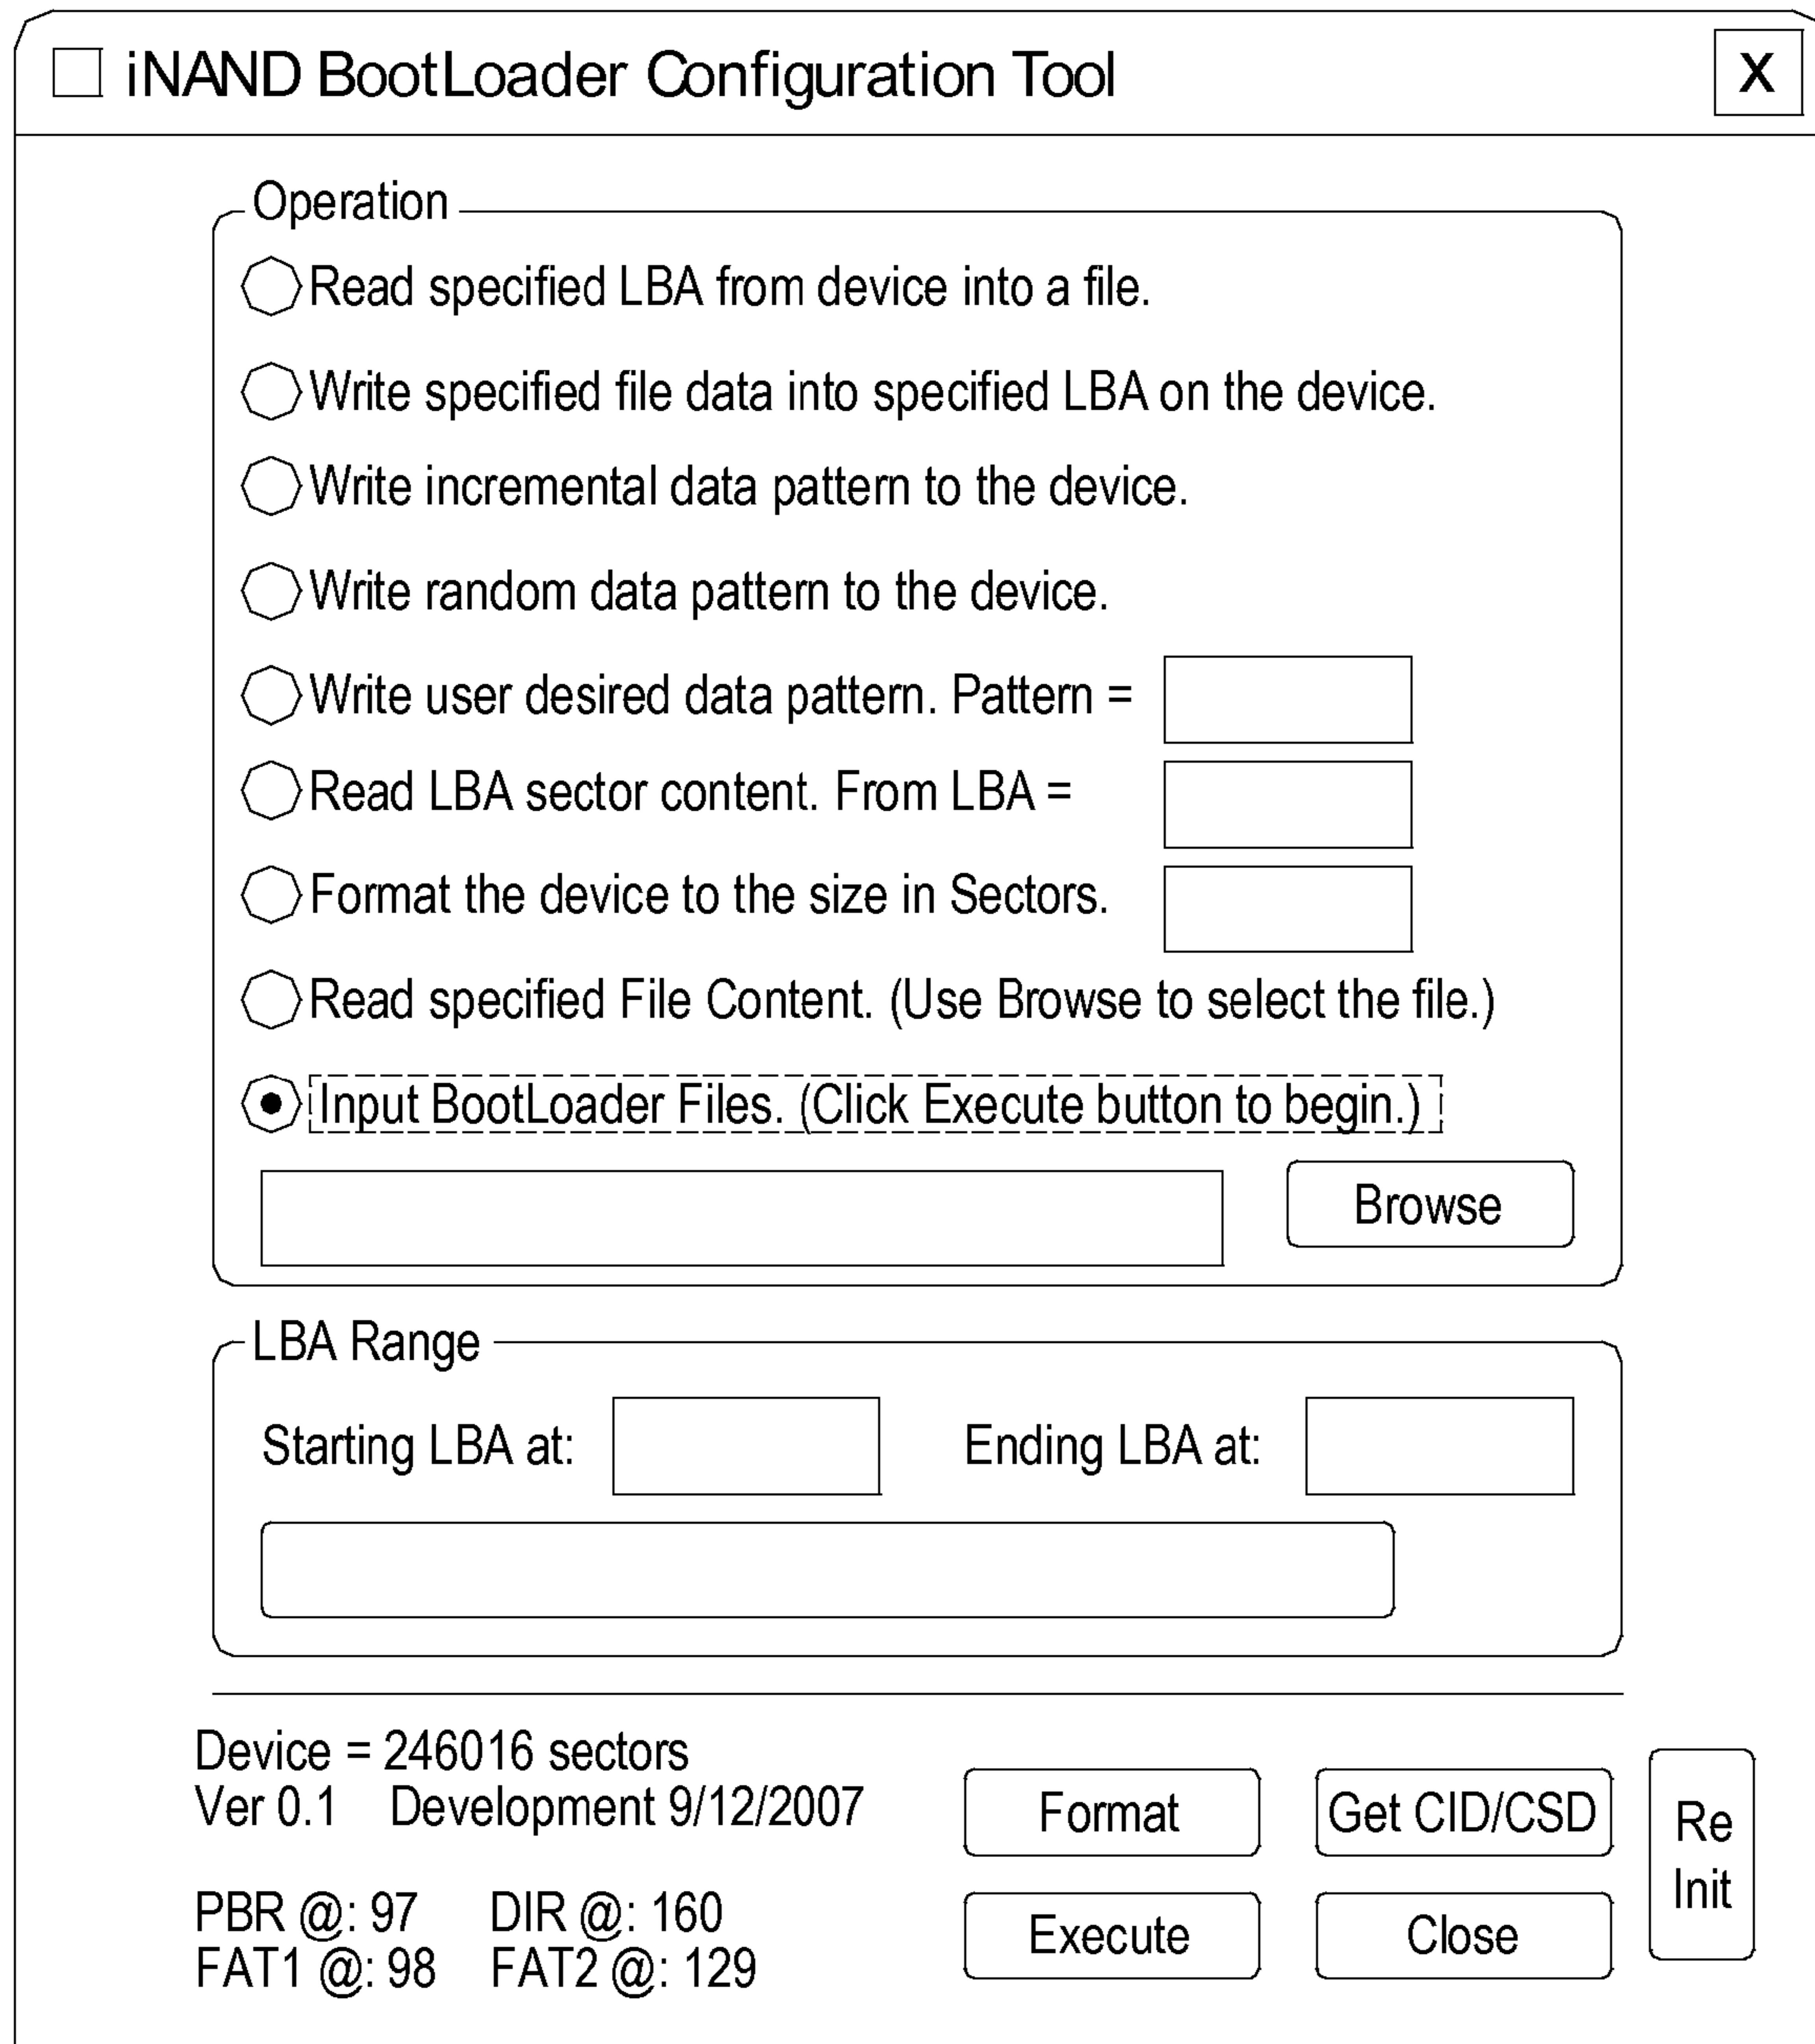 iNAND BootLoader Configuration Tool X
Operation
Read specified LBA from device into a file.
Write specified file data into specified LBA on the device.
Write incremental data pattern to the device.
Write random data pattern to the device.
Write user desired data pattern. Pattern =
Read LBA sector content. From LBA =
Format the device to the size in Sectors.
Read specified File Content. (Use Browse to select the file.)
Input BootLoader Files. (Click Execute button to begin.)
Browse
LBA Range
Starting LBA at: Ending LBA at:
Device = 246016 sectors
Ver 0.1 Development 9/12/2007
PBR @: 97 DIR @: 160
FAT1 @: 98 FAT2 @: 129
Format Get CID/CSD
Execute Close
Re
Init